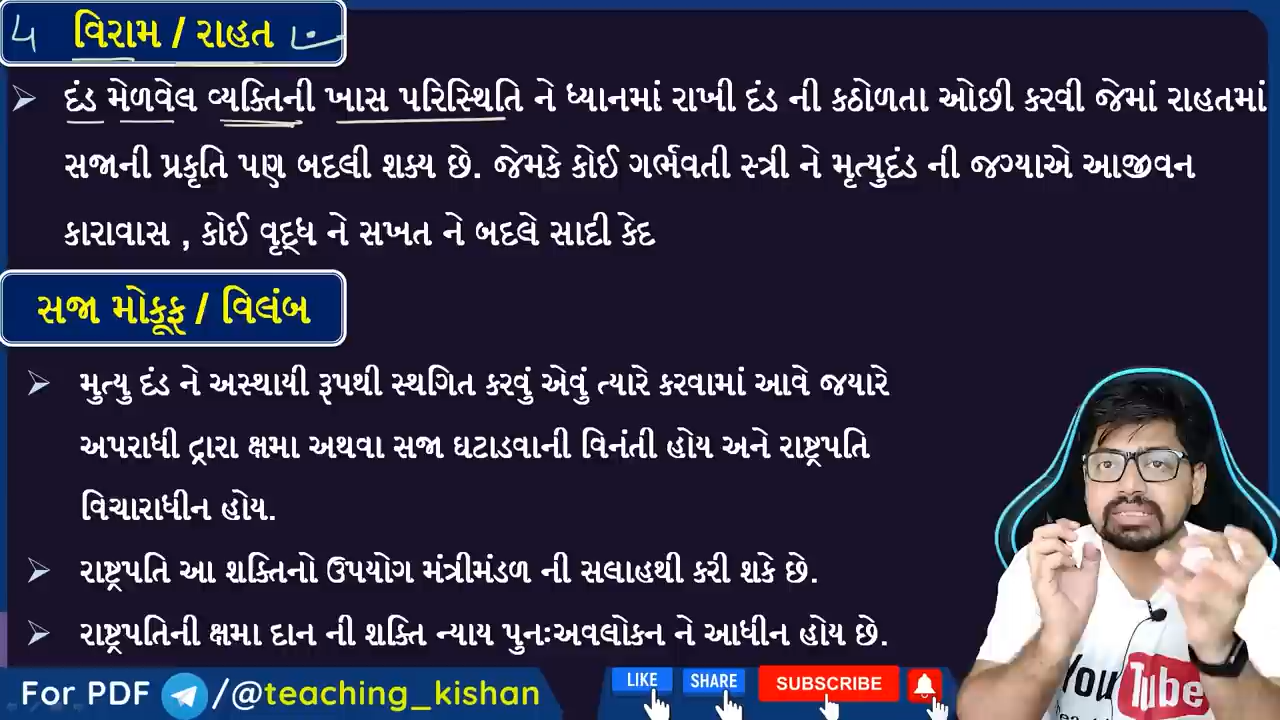 4 વિરામ / રાહત
દંડ મેળવેલ વ્યક્તિની ખાસ પરિસ્થિતિ ને ધ્યાનમાં રાખી દંડ ની કઠોળતા ઓછી કરવી જેમાં રાહતમાં
સજાની પ્રકૃતિ પણ બદલી શક્ય છે. જેમકે કોઈ ગર્ભવતી સ્ત્રી ને મૃત્યુદંડ ની જગ્યાએ આજીવન
કારાવાસ , કોઈ વૃદ્ધ ને સખત ને બદલે સાદી કેદ
સજા મોકૂફ / વિલંબ
મુત્યુ દંડ ને અસ્થાયી રૂપથી સ્થગિત કરવું એવું ત્યારે કરવામાં આવે જયારે
અપરાધી દ્રારા ક્ષમા અથવા સજા ઘટાડવાની વિનંતી હોય અને રાષ્ટ્રપતિ
વિચારાધીન હોય.
રાષ્ટ્રપતિ આ શક્તિનો ઉપયોગ મંત્રીમંડળ ની સલાહથી કરી શકે છે.
રાષ્ટ્રપતિની ક્ષમા દાન ની શક્તિ ન્યાય પુનઃઅવલોકન ને આધીન હોય છે.
For PDF /@teaching_kishan
LIKE SHARE SUBSCRIBE
You Tube